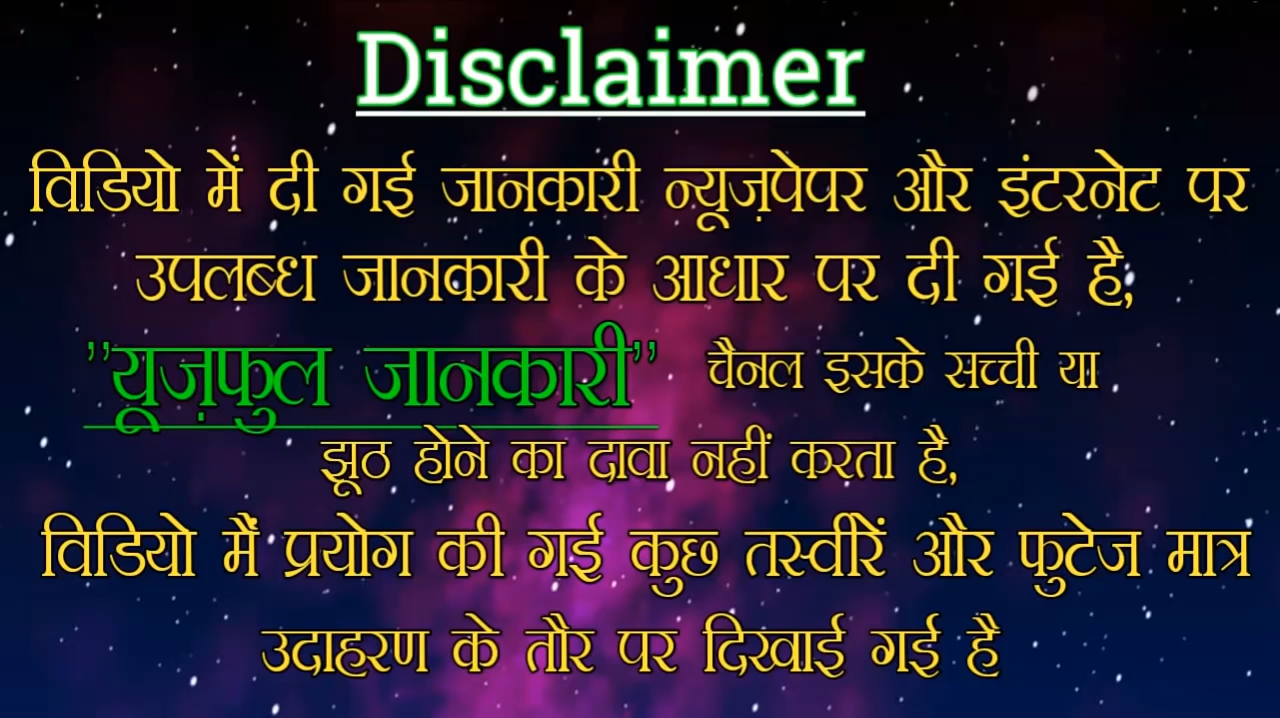 Disclaimer
विडियो में दी गई जानकारी न्यूज़पेपर और इंटरनेट पर
उपलब्ध जानकारी के आधार पर दी गई है,
”यूज़फुल जानकारी” चैनल इसके सच्ची या
झूठ होने का दावा नहीं करता है,
विडियो मैं प्रयोग की गई कुछ तस्वीरें और फुटेज मात्र
उदाहरण के तौर पर दिखाई गई है